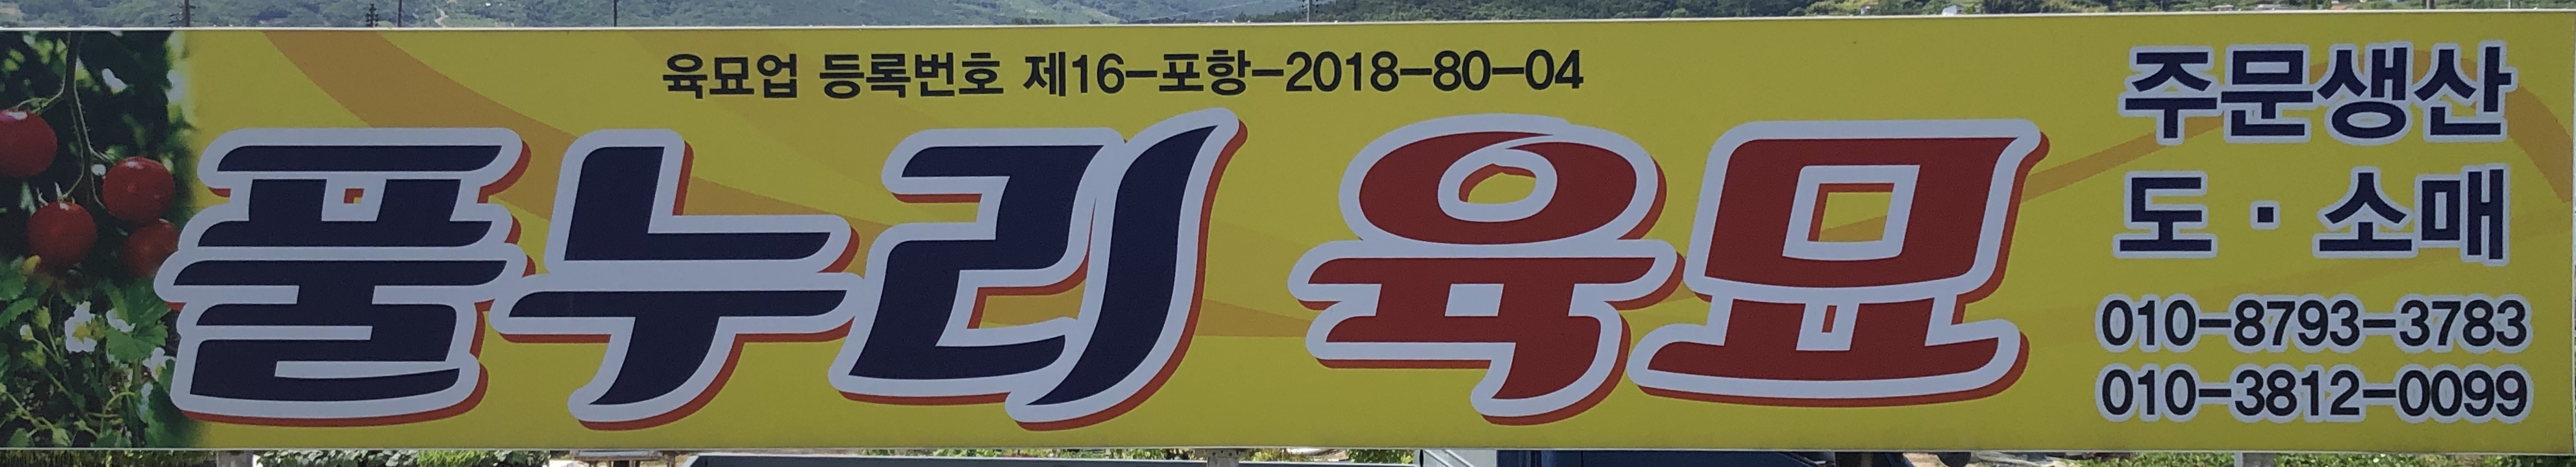 육묘업 등록번호 제16-포항-2018-80-04
풀누리 육묘
주문생산
도·소매
010-8793-3783
010-3812-0099